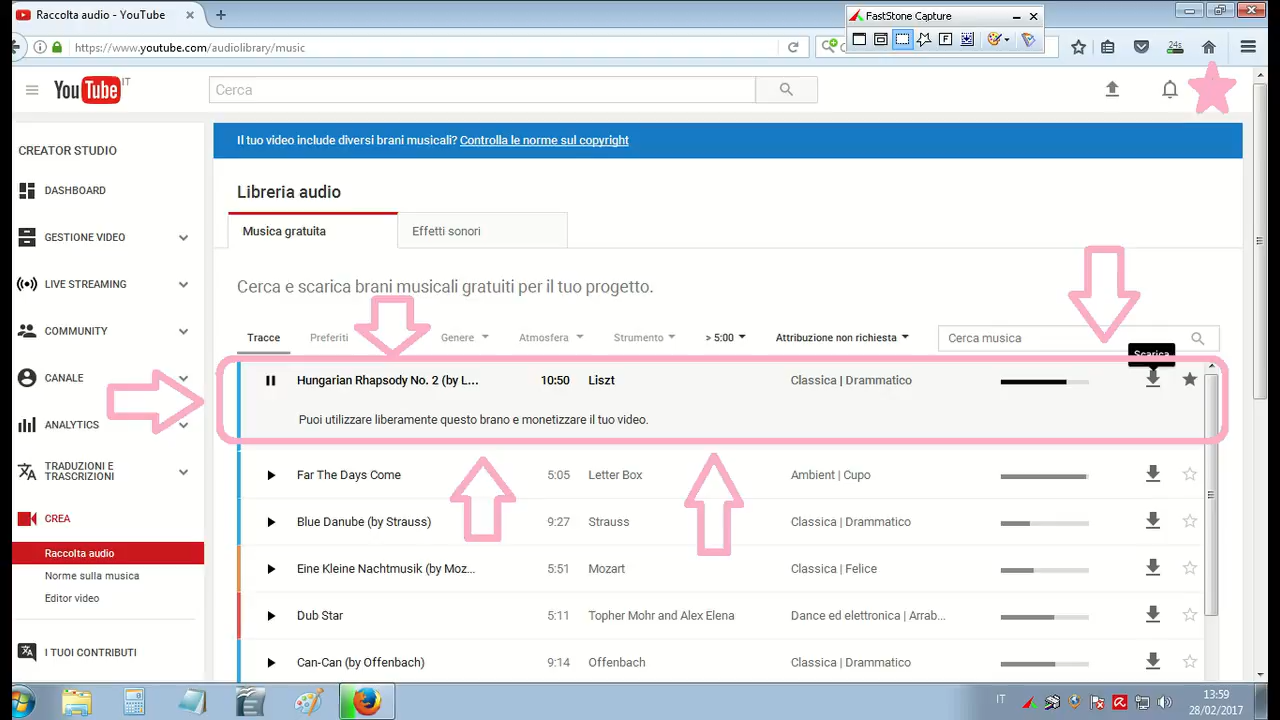 Raccolta audio - YouTube
FastStone Capture
https://www.youtube.com/audiolibrary/music
24s
YouTube IT
Cerca
CREATOR STUDIO
DASHBOARD
GESTIONE VIDEO
LIVE STREAMING
COMMUNITY
CANALE
ANALYTICS
TRADUZIONI E
TRASCRIZIONI
CREA
Raccolta audio
Norme sulla musica
Editor video
I TUOI CONTRIBUTI
Il tuo video include diversi brani musicali? Controlla le norme sul copyright
Libreria audio
Musica gratuita
Effetti sonori
Cerca e scarica brani musicali gratuiti per il tuo progetto.
Tracce Preferiti Genere Atmosfera Strumento > 5:00 Attribuzione non richiesta Cerca musica
Scarica
Hungarian Rhapsody No. 2 (by L... 10:50 Liszt Classica | Drammatico
Puoi utilizzare liberamente questo brano e monetizzare il tuo video.
Far The Days Come 5:05 Letter Box Ambient | Cupo
Blue Danube (by Strauss) 9:27 Strauss Classica | Drammatico
Eine Kleine Nachtmusik (by Moz... 5:51 Mozart Classica | Felice
Dub Star 5:11 Topher Mohr and Alex Elena Dance ed elettronica | Arrab...
Can-Can (by Offenbach) 9:14 Offenbach Classica | Drammatico
IT
13:59
28/02/2017